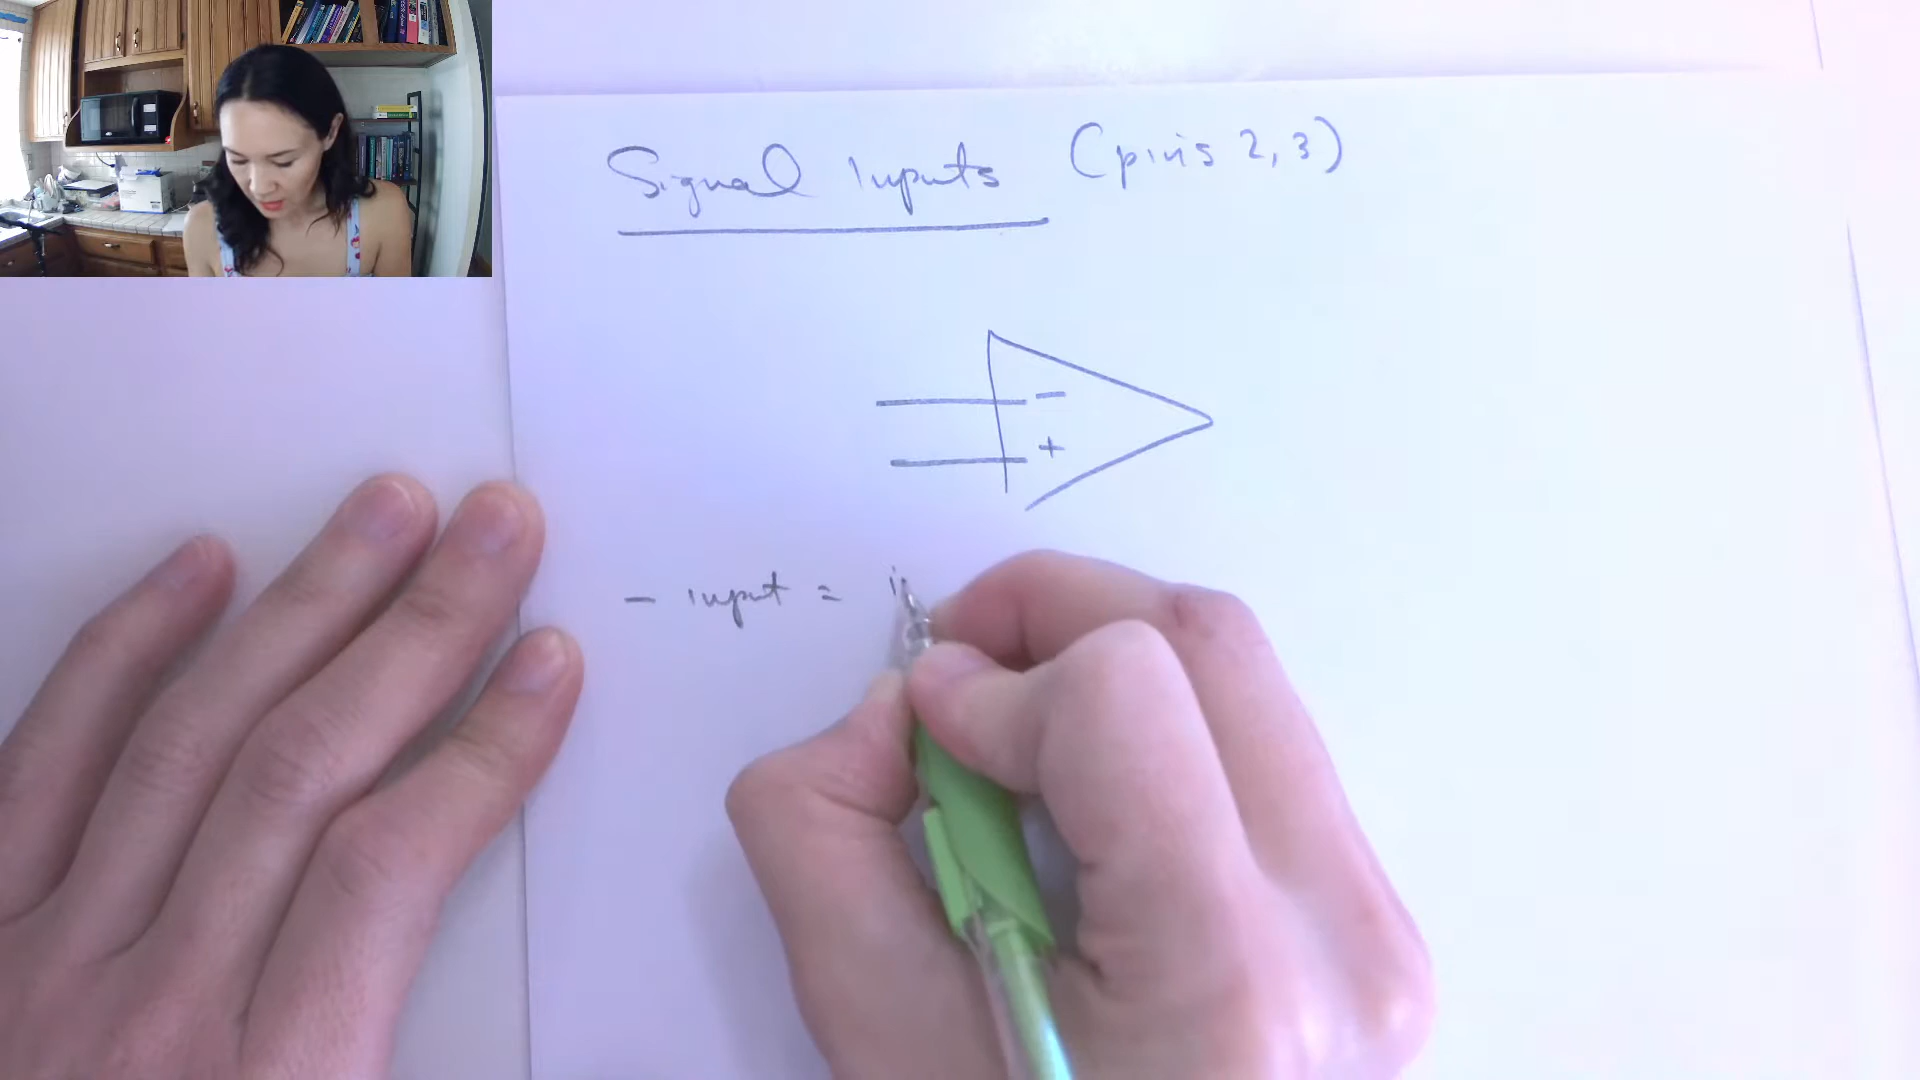 Signal Inputs (pins 2, 3)
-
+
- input = i